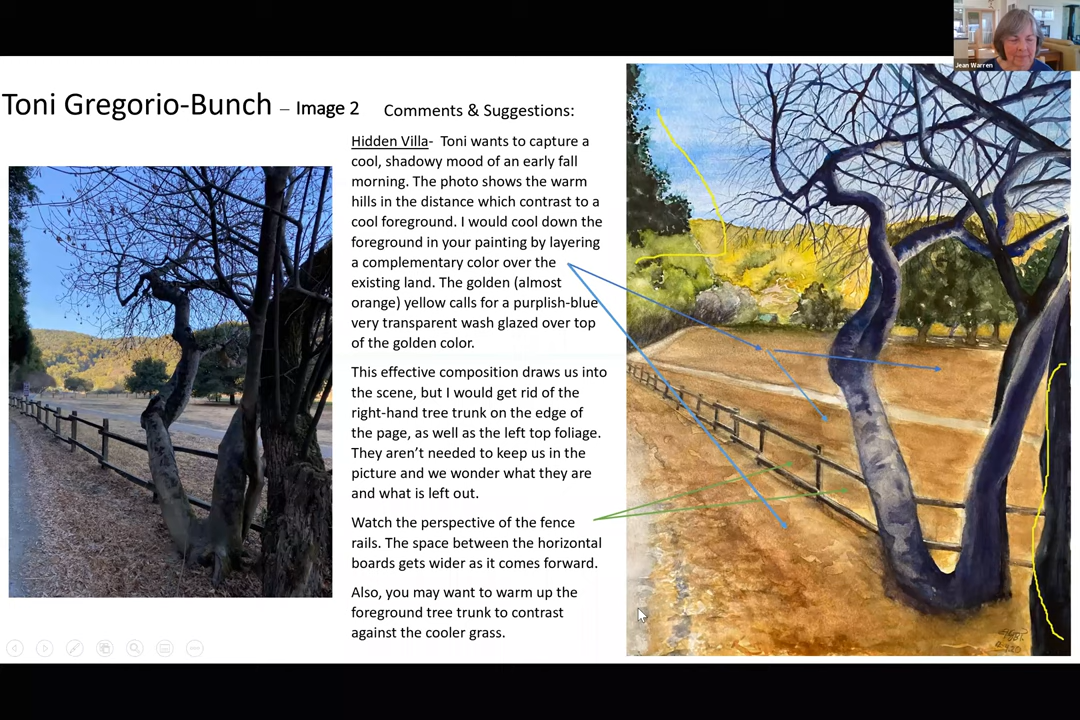 Jean Warren
Toni Gregorio-Bunch – Image 2
Comments & Suggestions:
Hidden Villa-  Toni wants to capture a
cool, shadowy mood of an early fall
morning. The photo shows the warm
hills in the distance which contrast to a
cool foreground. I would cool down the
foreground in your painting by layering
a complementary color over the
existing land. The golden (almost
orange) yellow calls for a purplish-blue
very transparent wash glazed over top
of the golden color.
This effective composition draws us into
the scene, but I would get rid of the
right-hand tree trunk on the edge of
the page, as well as the left top foliage.
They aren’t needed to keep us in the
picture and we wonder what they are
and what is left out.
Watch the perspective of the fence
rails. The space between the horizontal
boards gets wider as it comes forward.
Also, you may want to warm up the
foreground tree trunk to contrast
against the cooler grass.